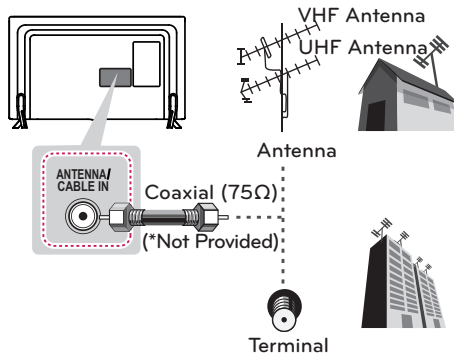 VHF Antenna
UHF Antenna
Antenna
ANTENNA/
CABLE IN
Coaxial (75Ω)
(*Not Provided)
Terminal